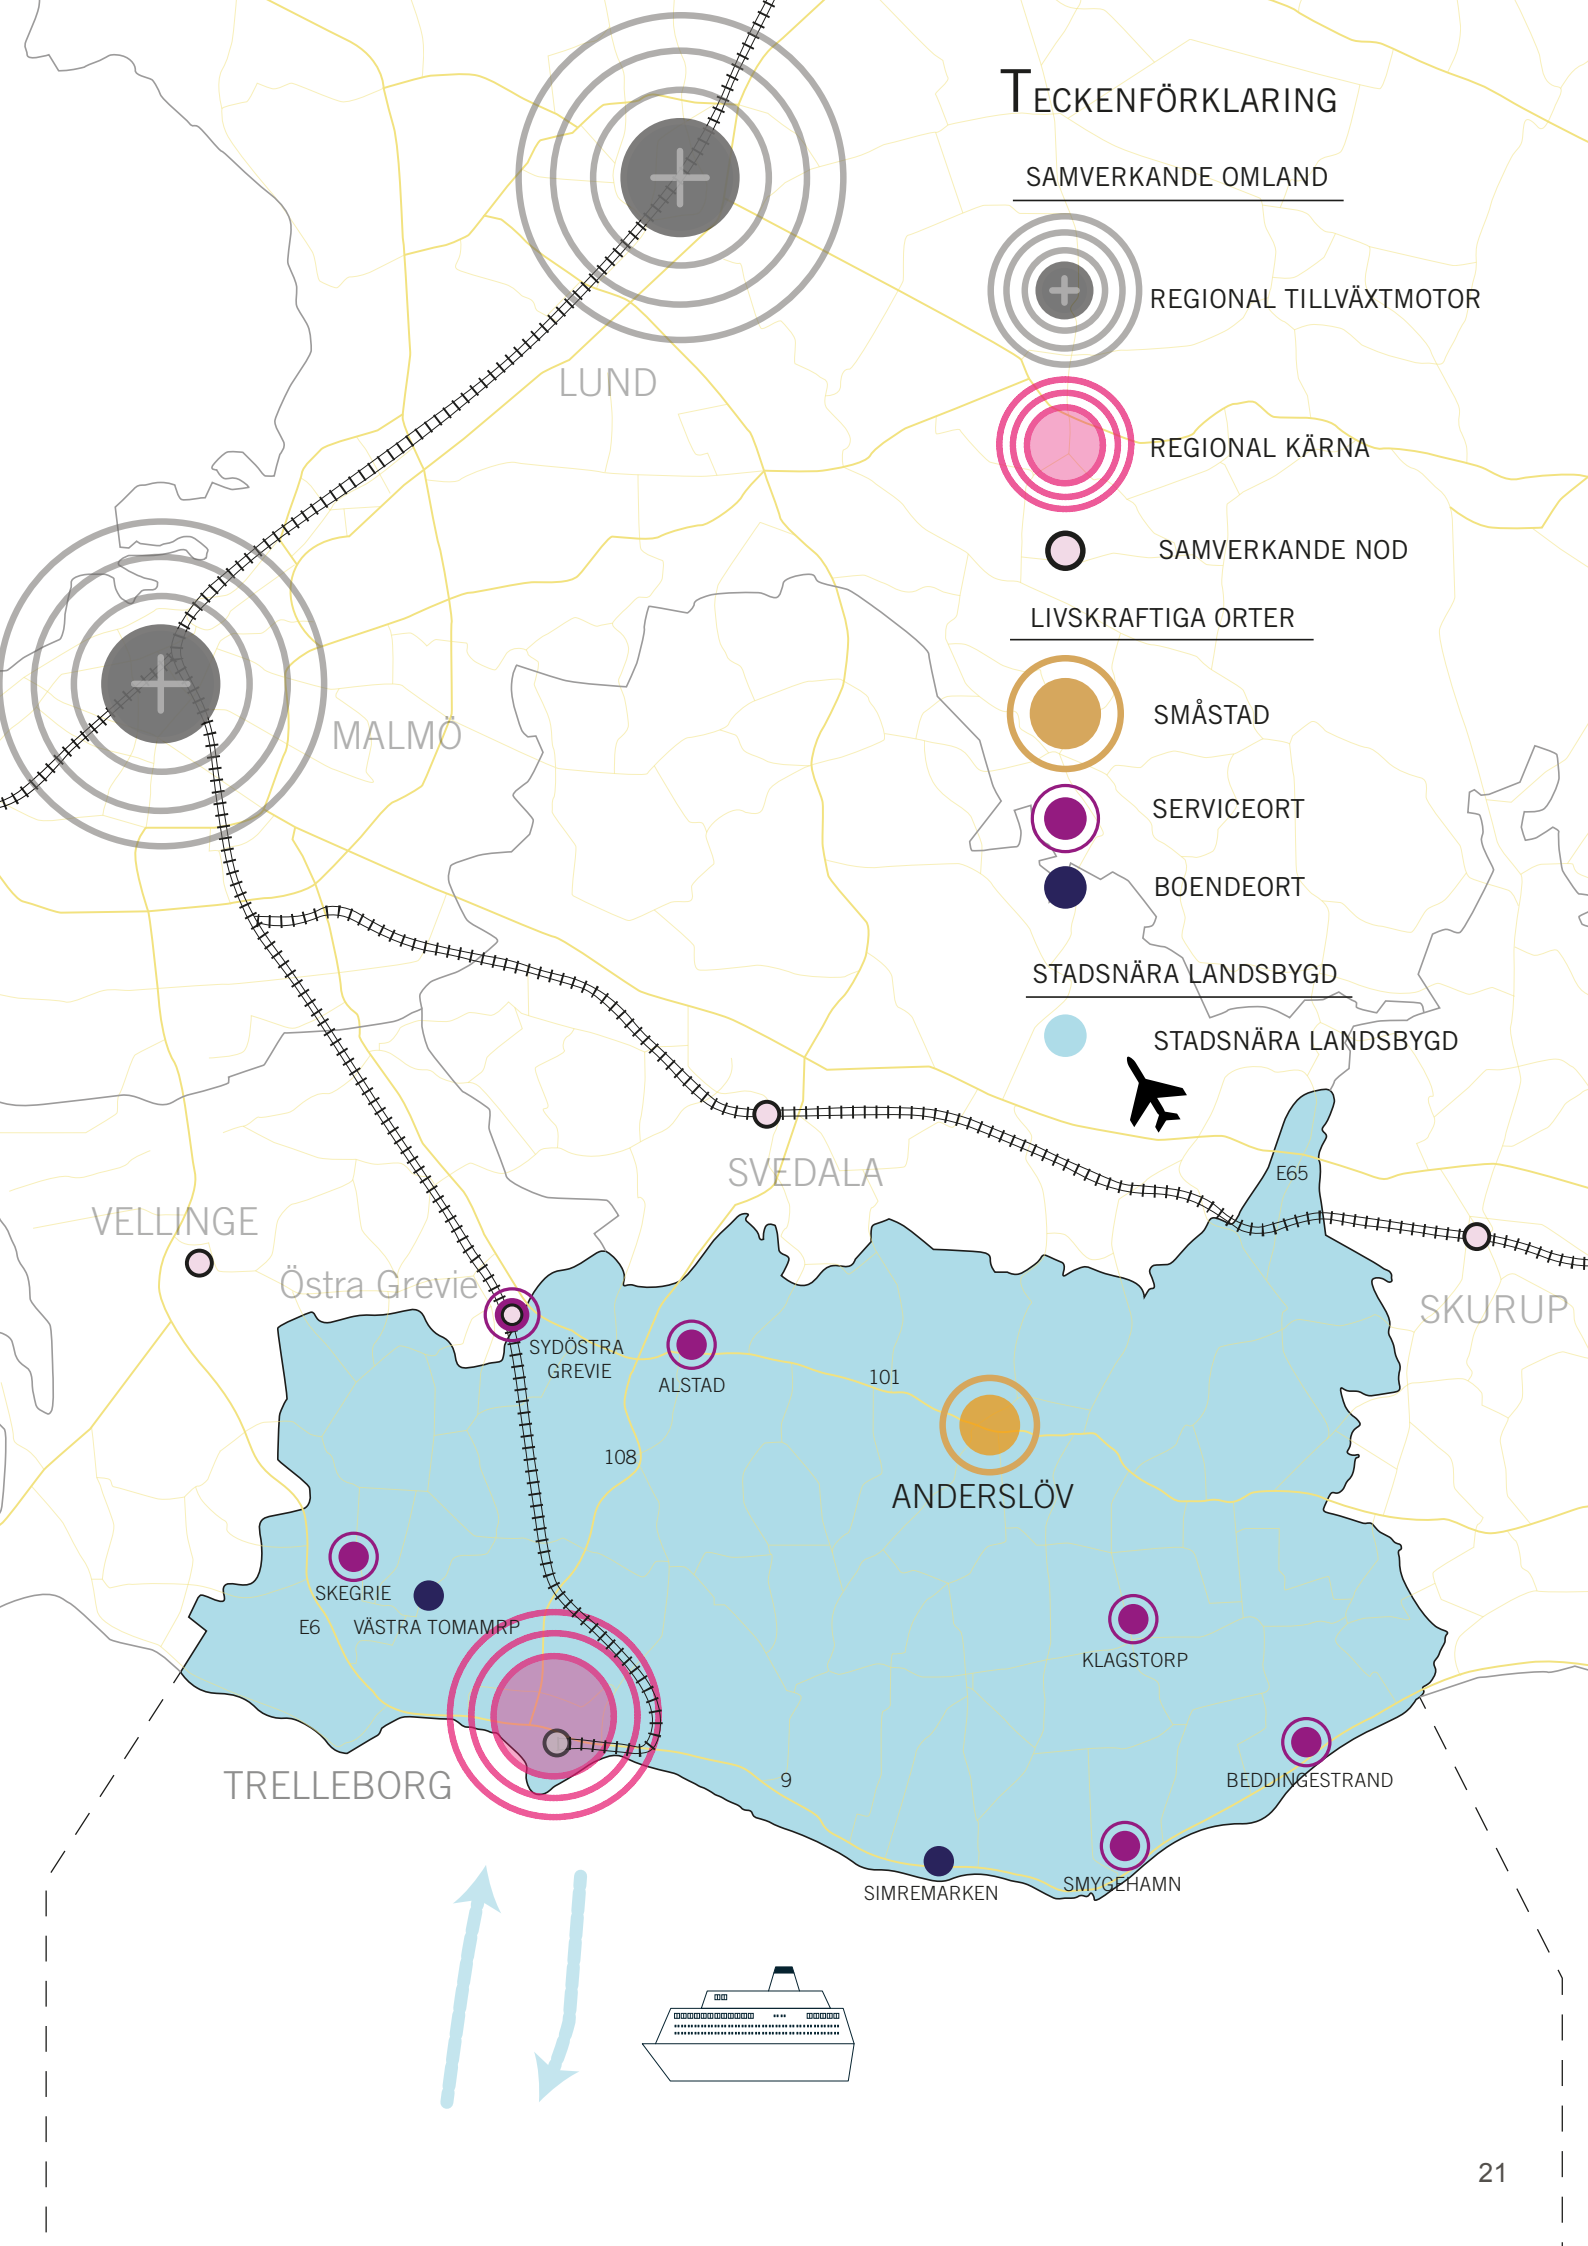 TECKENFÖRKLARING
SAMVERKANDE OMLAND
REGIONAL TILLVÄXTMOTOR
LUND
REGIONAL KÄRNA
SAMVERKANDE NOD
LIVSKRAFTIGA ORTER
SMÅSTAD
MALMÖ
SERVICEORT
BOENDEORT
STADSNÄRA LANDSBYGD
STADSNÄRA LANDSBYGD
SVEDALA
E65
VELLINGE
Östra Grevie
SKURUP
SYDÖSTRA
GREVIE
ALSTAD
101
108
ANDERSLÖV
SKEGRIE
E6
VÄSTRA TOMAMRP
KLAGSTORP
TRELLEBORG
9
BEDDINGESTRAND
SIMREMARKEN
SMYGEHAMN
21